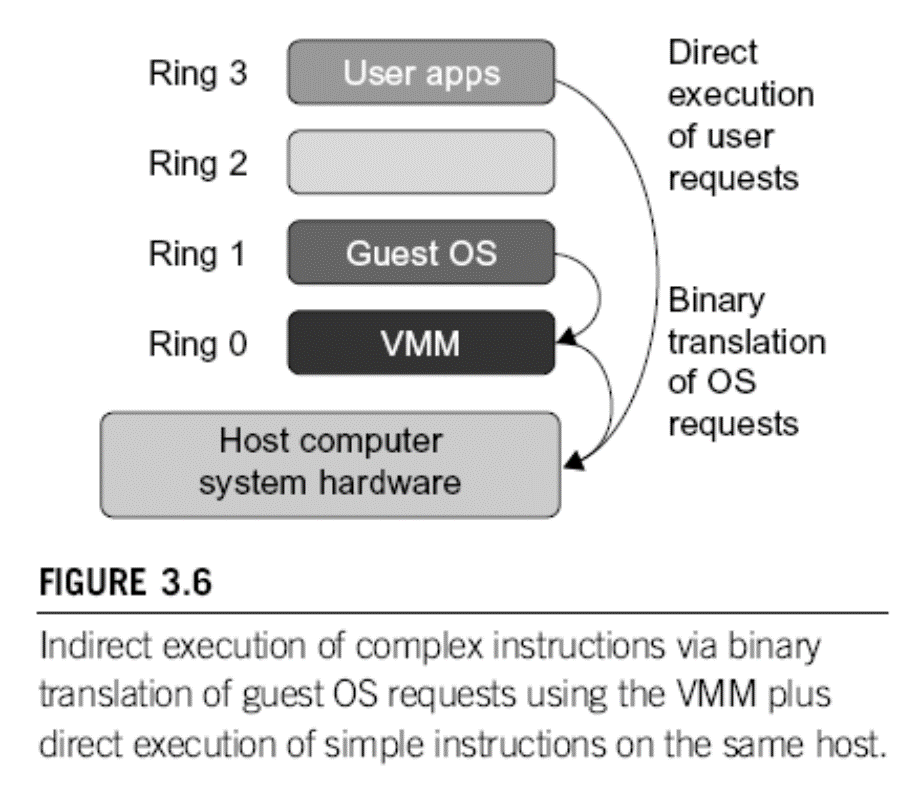 Ring 3
User apps
Direct
execution
of user
requests
Ring 2
Ring 1
Guest OS
Binary
translation
of OS
requests
Ring 0
VMM
Host computer
system hardware
FIGURE 3.6
Indirect execution of complex instructions via binary
translation of guest OS requests using the VMM plus
direct execution of simple instructions on the same host.